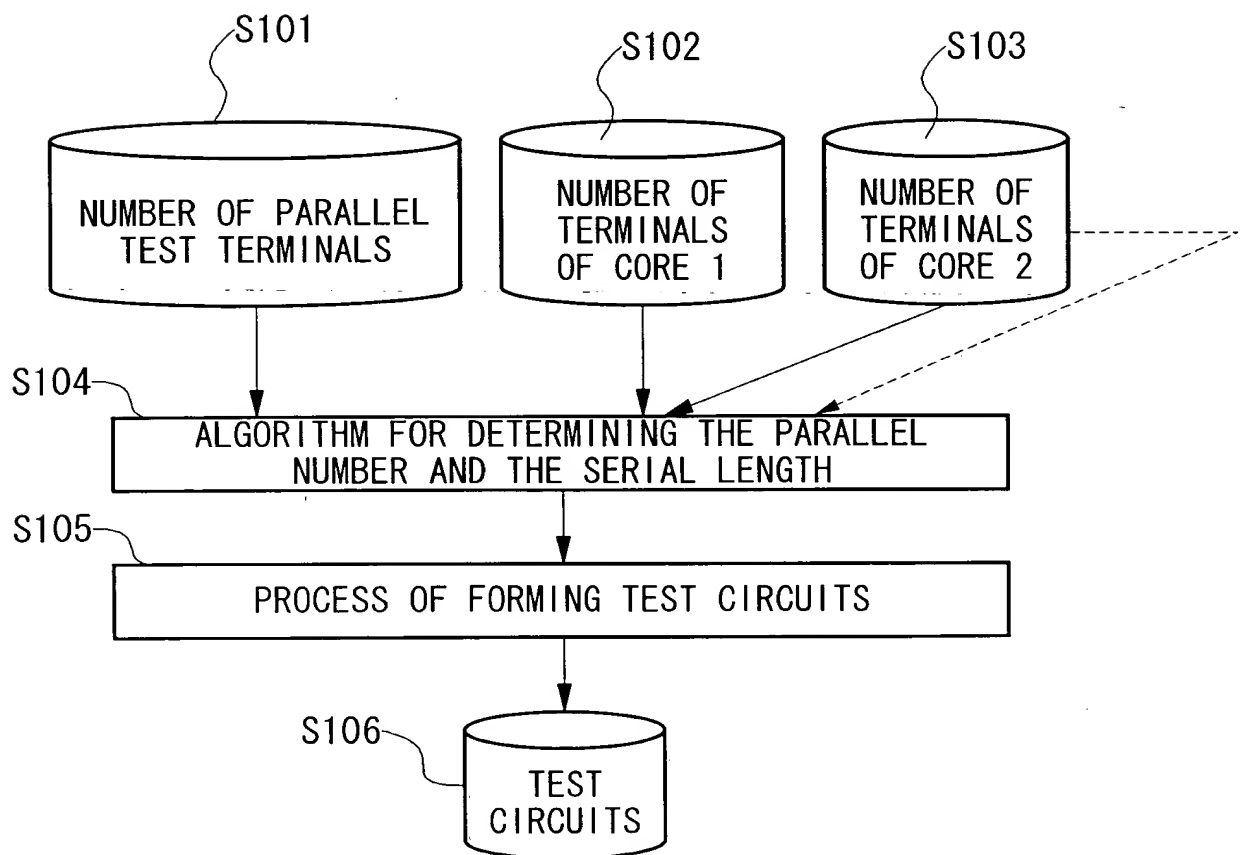 S101
S102
S103
NUMBER OF PARALLEL
TEST TERMINALS
NUMBER OF
TERMINALS
OF CORE 1
NUMBER OF
TERMINALS
OF CORE 2
S104
ALGORITHM FOR DETERMINING THE PARALLEL
NUMBER AND THE SERIAL LENGTH
S105
PROCESS OF FORMING TEST CIRCUITS
S106
TEST
CIRCUITS